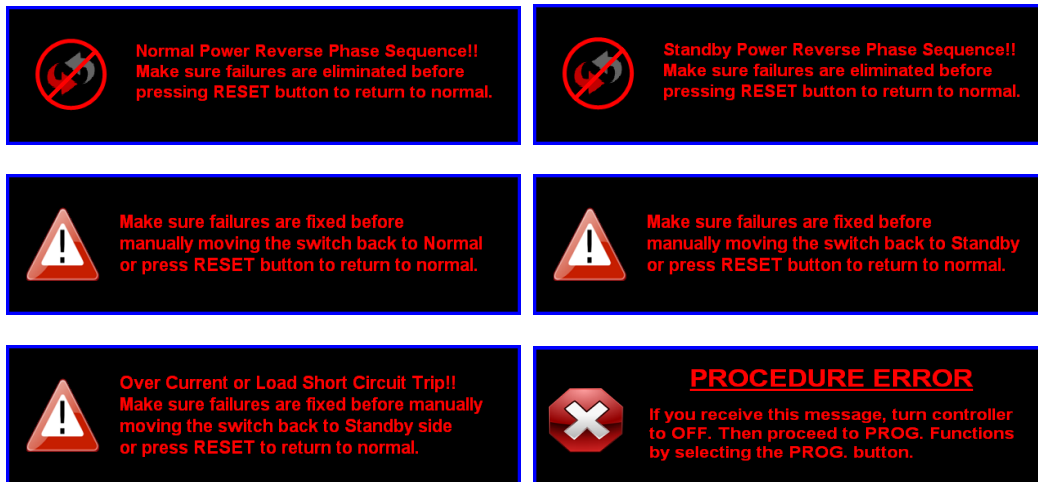 Normal Power Reverse Phase Sequence!!
Make sure failures are eliminated before
pressing RESET button to return to normal.
Standby Power Reverse Phase Sequence!!
Make sure failures are eliminated before
pressing RESET button to return to normal.
Make sure failures are fixed before
manually moving the switch back to Normal
or press RESET button to return to normal.
Make sure failures are fixed before
manually moving the switch back to Standby
or press RESET button to return to normal.
Over Current or Load Short Circuit Trip!!
Make sure failures are fixed before manually
moving the switch back to Standby side
or press RESET to return to normal.
PROCEDURE ERROR
If you receive this message, turn controller
to OFF. Then proceed to PROG. Functions
by selecting the PROG. button.